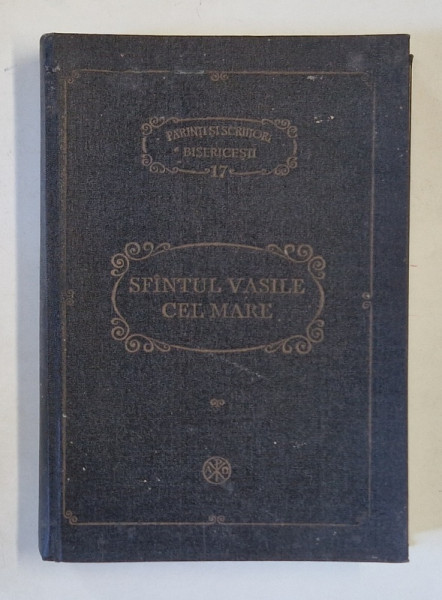 PĂRINȚI ȘI SCRIITORI
BISERICEȘTI
17
SFÎNTUL VASILE
CEL MARE